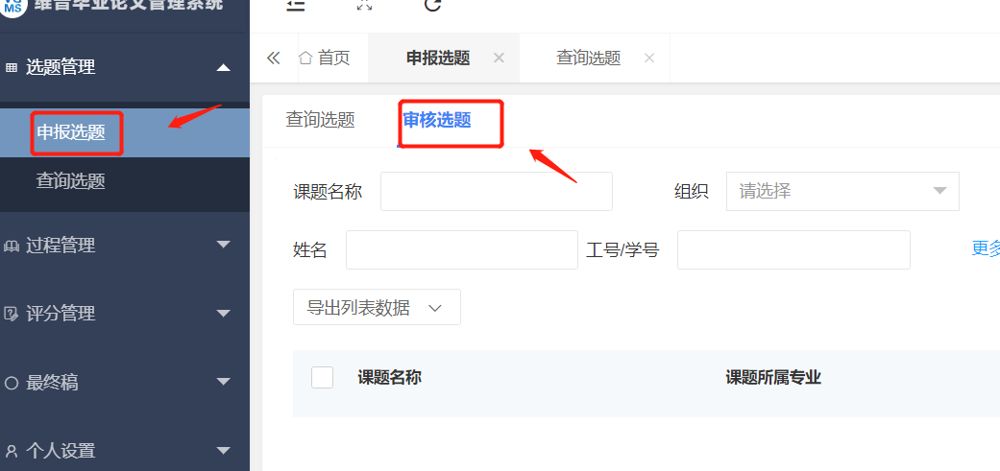 MS
维普毕业论文管理系统
选题管理
申报选题
查询选题
过程管理
评分管理
最终稿
个人设置
首页
申报选题
查询选题
查询选题
审核选题
课题名称
组织
请选择
姓名
工号/学号
更多
导出列表数据
课题名称
课题所属专业